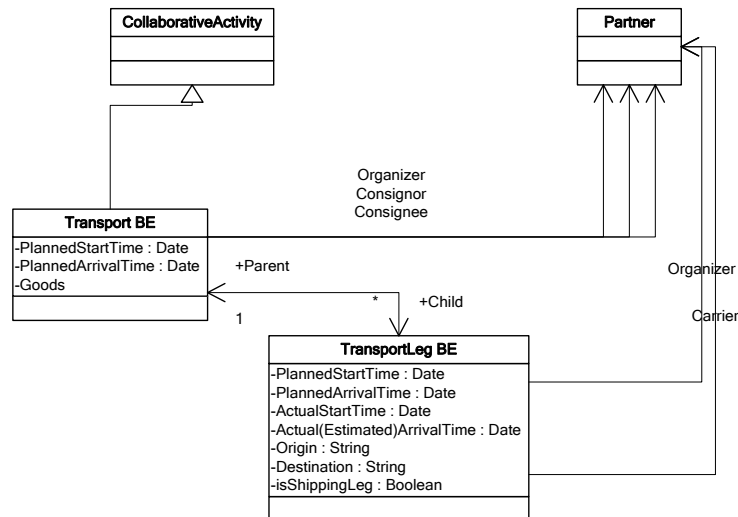 CollaborativeActivity
Partner
Organizer
Consignor
Consignee
Transport BE
-PlannedStartTime : Date
-PlannedArrivalTime : Date
-Goods
+Parent
1
*
+Child
Organizer
Carrier
TransportLeg BE
-PlannedStartTime : Date
-PlannedArrivalTime : Date
-ActualStartTime : Date
-Actual(Estimated)ArrivalTime : Date
-Origin : String
-Destination : String
-isShippingLeg : Boolean